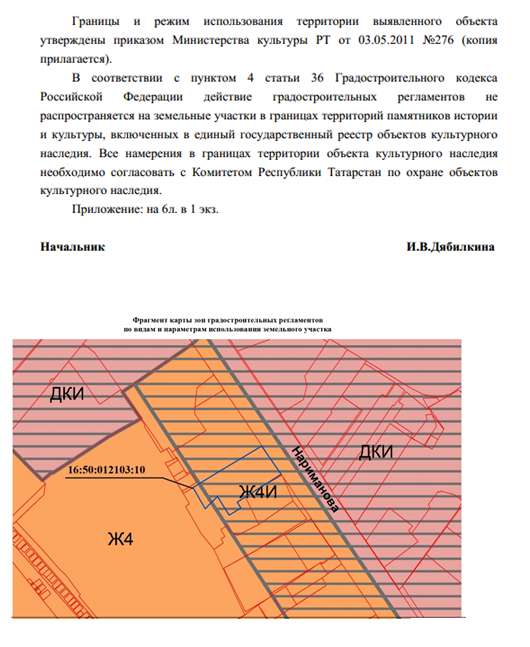 Границы и режим использования территории выявленного объекта
утверждены приказом Министерства культуры РТ от 03.05.2011 №276 (копия
прилагается).
В соответствии с пунктом 4 статьи 36 Градостроительного кодекса
Российской Федерации действие градостроительных регламентов не
распространяется на земельные участки в границах территорий памятников истории
и культуры, включенных в единый государственный реестр объектов культурного
наследия. Все намерения в границах территории объекта культурного наследия
необходимо согласовать с Комитетом Республики Татарстан по охране объектов
культурного наследия.
Приложение: на 6л. в 1 экз.
Начальник И.В.Дябилкина
Фрагмент карты зон градостроительных регламентов
по видам и параметрам использования земельного участка
ДКИ
ДКИ
Нариманова
16:50:012103:10
Ж4И
Ж4